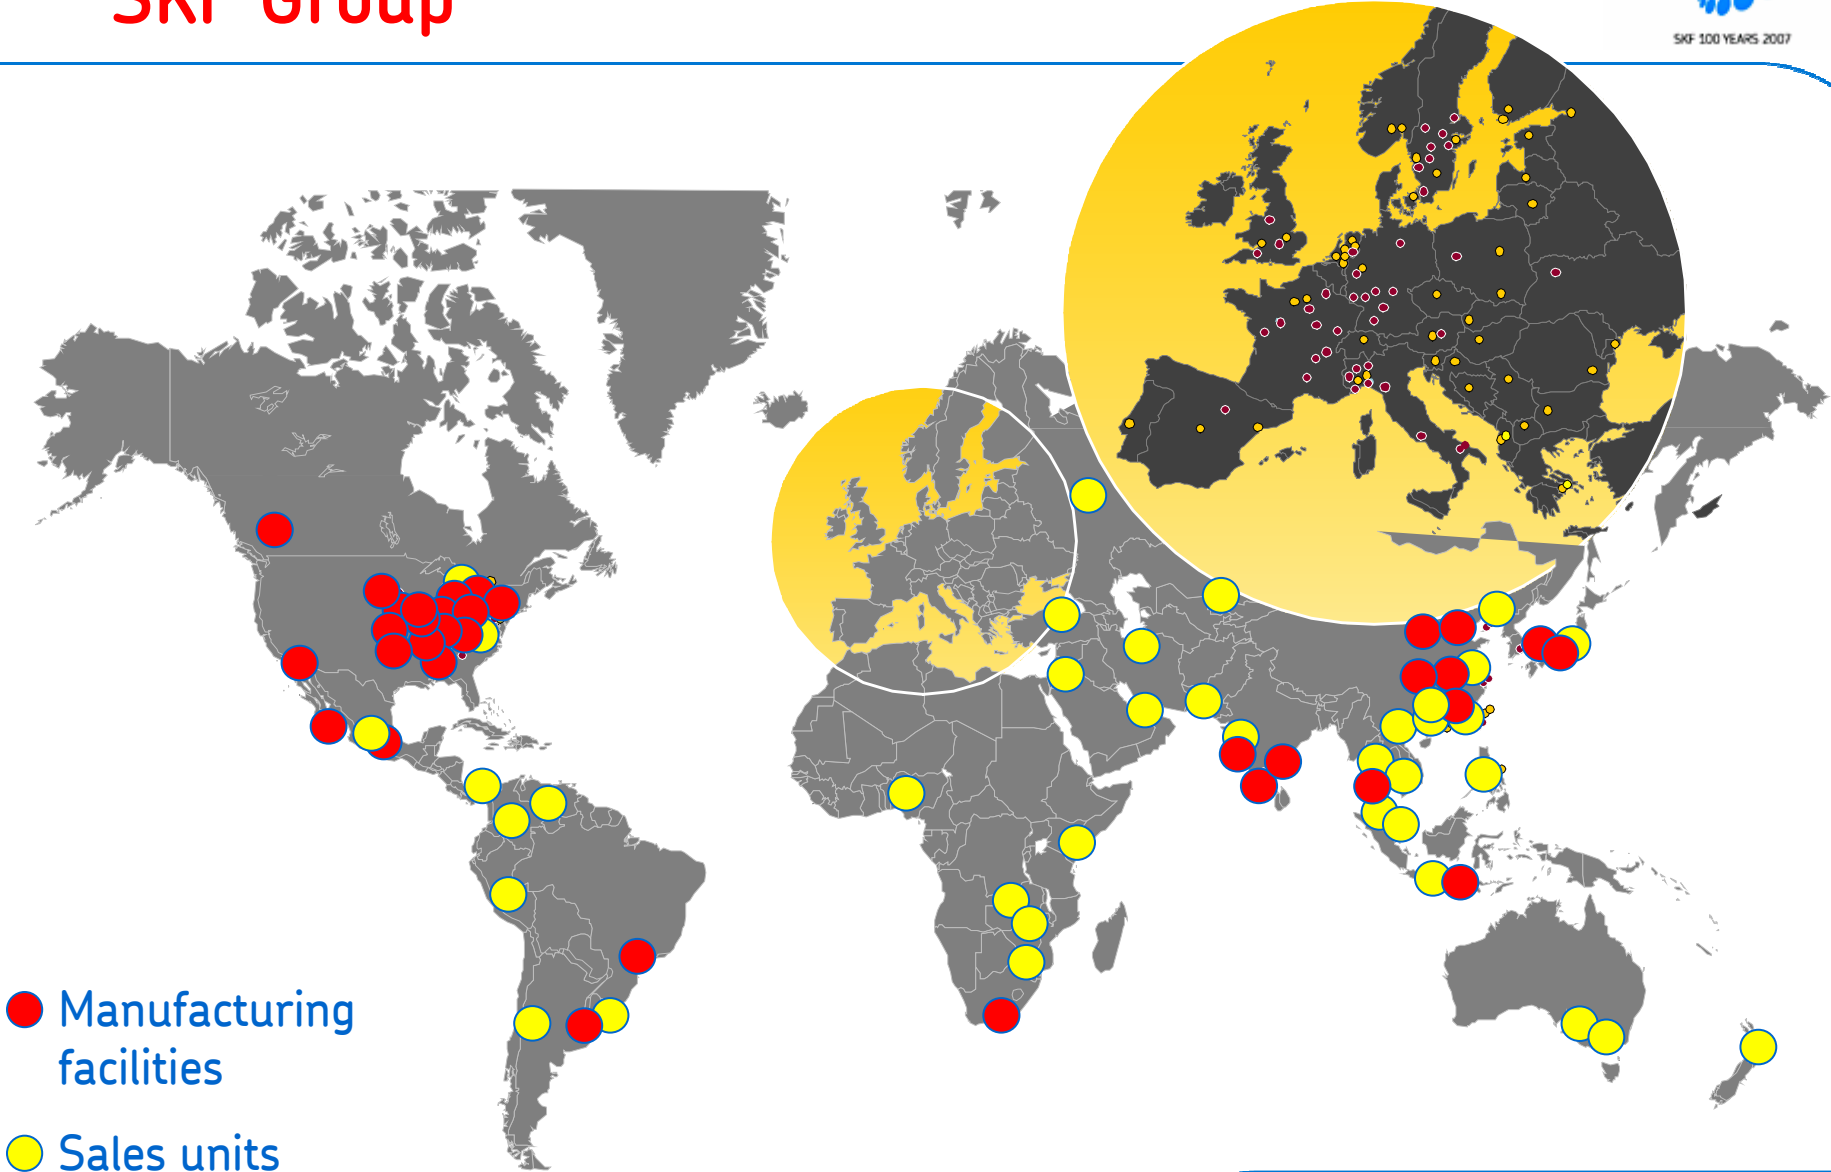 SKF Group
SKF 100 YEARS 2007
Manufacturing
facilities
Sales units